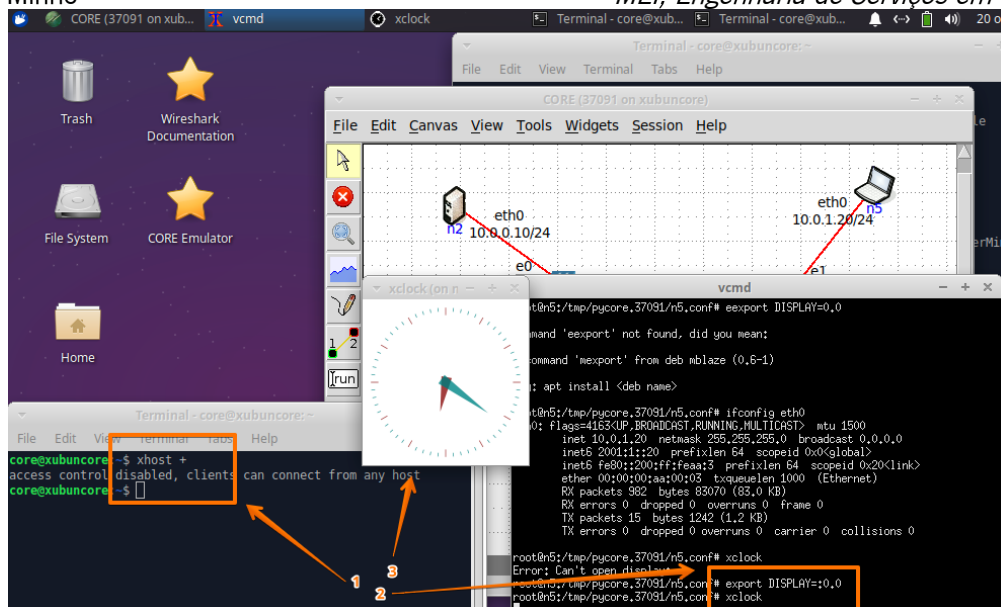 Minho
MEI, Engenharia de Serviços em
CORE (37091 on xub...
vcmd
xclock
Terminal - core@xub...
Terminal - core@xub...
20 o
Terminal - core@xubuncore: ~
File Edit View Terminal Tabs Help
Trash
Wireshark
Documentation
File System
CORE Emulator
Home
CORE (37091 on xubuncore)
File Edit Canvas View Tools Widgets Session Help
eth0
n2
10.0.0.10/24
e0
eth0
n5
10.0.1.20/24
e1
1 2
run
xclock (on n
vcmd
t@n5:/tmp/pycore.37091/n5.conf# eexport DISPLAY=0.0
mand 'eexport' not found, did you mean:
command 'mexport' from deb mblaze (0.6-1)
: apt install <deb name>
t@n5:/tmp/pycore.37091/n5.conf# ifconfig eth0
0: flags=4163<UP,BROADCAST,RUNNING,MULTICAST> mtu 1500
inet 10.0.1.20 netmask 255.255.255.0 broadcast 0.0.0.0
inet6 2001:1::20 prefixlen 64 scopeid 0x0<global>
inet6 fe80::200:ff:feaa:3 prefixlen 64 scopeid 0x20<link>
ether 00:00:00:aa:00:03 txqueuelen 1000 (Ethernet)
RX packets 982 bytes 83070 (83.0 KB)
RX errors 0 dropped 0 overruns 0 frame 0
TX packets 15 bytes 1242 (1.2 KB)
TX errors 0 dropped 0 overruns 0 carrier 0 collisions 0
root@n5:/tmp/pycore.37091/n5.conf# xclock
Error: Can't open display:
root@n5:/tmp/pycore.37091/n5.conf# export DISPLAY=:0.0
root@n5:/tmp/pycore.37091/n5.conf# xclock
Terminal - core@xubuncore: ~
File Edit View Terminal Tabs Help
core@xubuncore:~$ xhost +
access control disabled, clients can connect from any host
core@xubuncore:~$
1
3
2